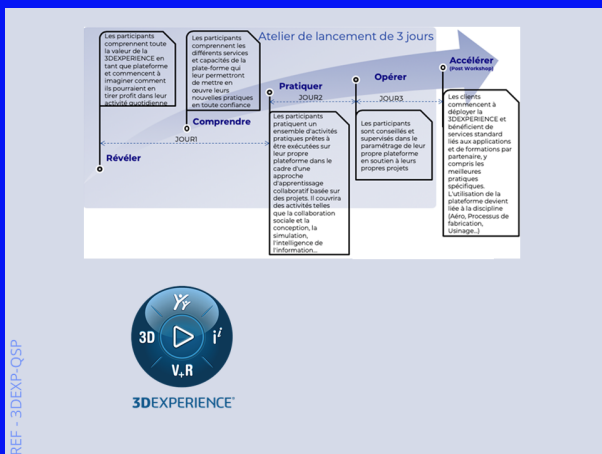 Atelier de lancement de 3 jours
Les participants
comprennent toute
la valeur de la
3DEXPERIENCE en
tant que plateforme
et commencent à
imaginer comment
ils pourraient en
tirer profit dans leur
activité quotidienne
Révéler
Les participants
comprennent les
différents services
et capacités de la
plate-forme qui
leur permettront
de mettre en
œuvre leurs
nouvelles pratiques
en toute confiance
Comprendre
JOUR1
Pratiquer
JOUR2
Les participants
pratiquent un
ensemble d'activités
pratiques prêtes à
être exécutées sur
leur propre
plateforme dans le
cadre d'une
approche
d'apprentissage
collaboratif basée sur
des projets. Il couvrira
des activités telles
que la collaboration
sociale et la
conception, la
simulation,
l'intelligence de
l'information...
Opérer
JOUR3
Les participants
sont conseillés et
supervisés dans le
paramétrage de leur
propre plateforme
en soutien à leurs
propres projets
Accélérer
(Post Workshop)
Les clients
commencent à
déployer la
3DEXPERIENCE et
bénéficient de
services standard
liés aux applications
et de formations par
partenaire, y
compris les
meilleures
pratiques
spécifiques.
L'utilisation de la
plateforme devient
liée à la discipline
(Aéro, Processus de
fabrication,
Usinage...)
3D
i i
V+R
3DEXPERIENCE
REF - 3DEXP-QSP